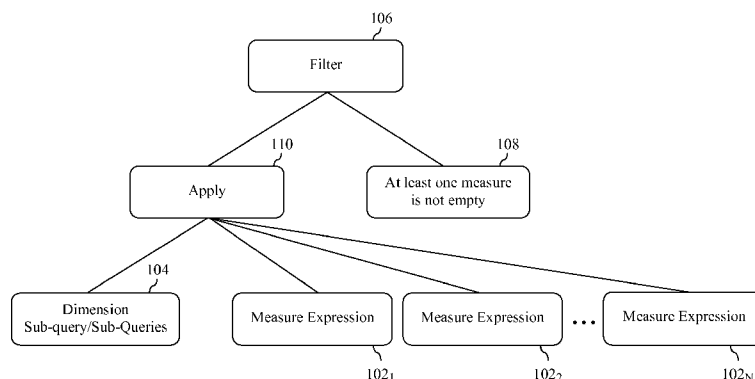 106
Filter
110
108
Apply
At least one measure
is not empty
104
Dimension
Sub-query/Sub-Queries
Measure Expression
Measure Expression
...
Measure Expression
102₁
102₂
102ₙ